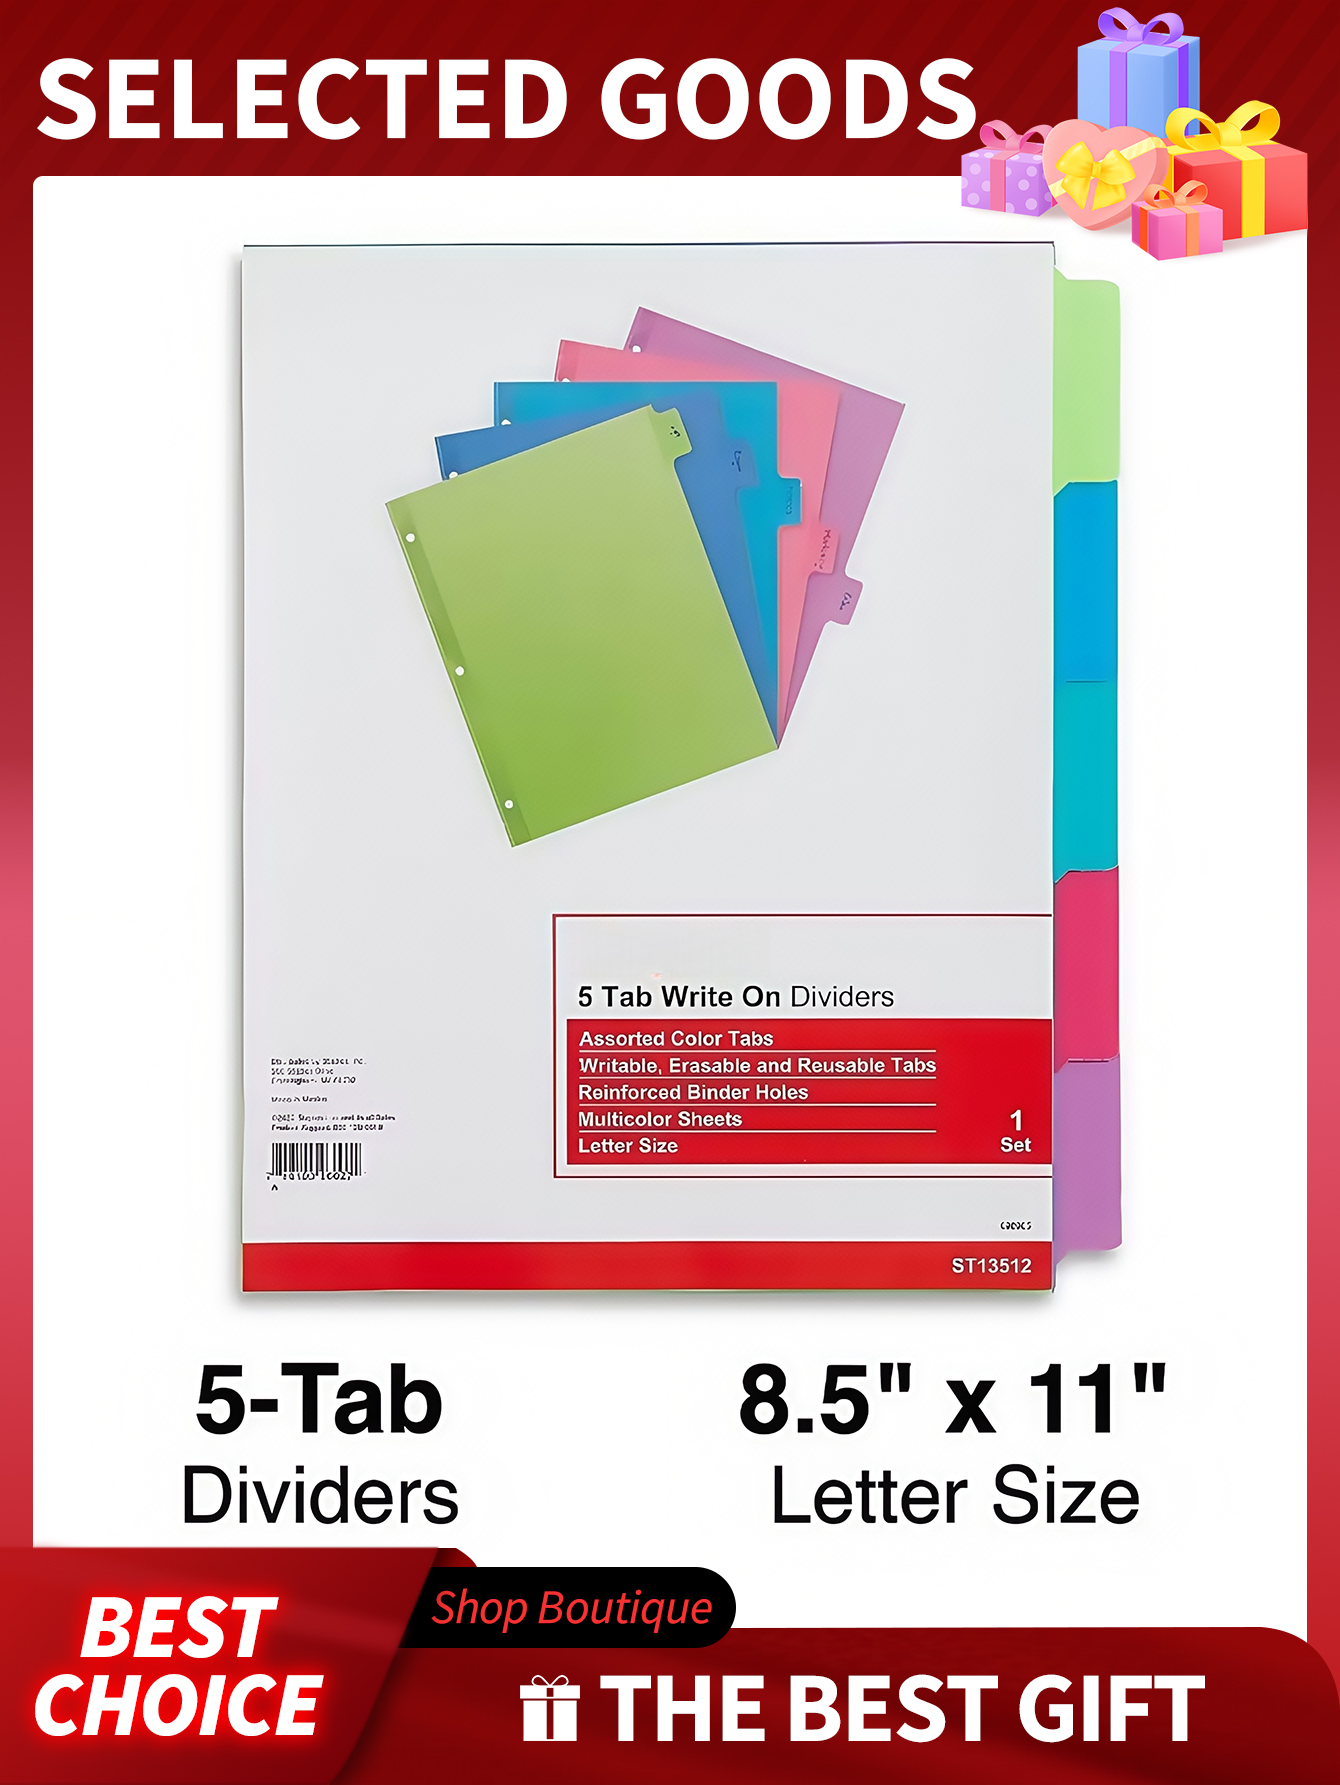 SELECTED GOODS
5 Tab Write On Dividers
Assorted Color Tabs
Writable, Erasable and Reusable Tabs
Reinforced Binder Holes
Multicolor Sheets
Letter Size
1
Set
ST13512
5-Tab
Dividers
8.5" x 11"
Letter Size
BEST
CHOICE
Shop Boutique
THE BEST GIFT